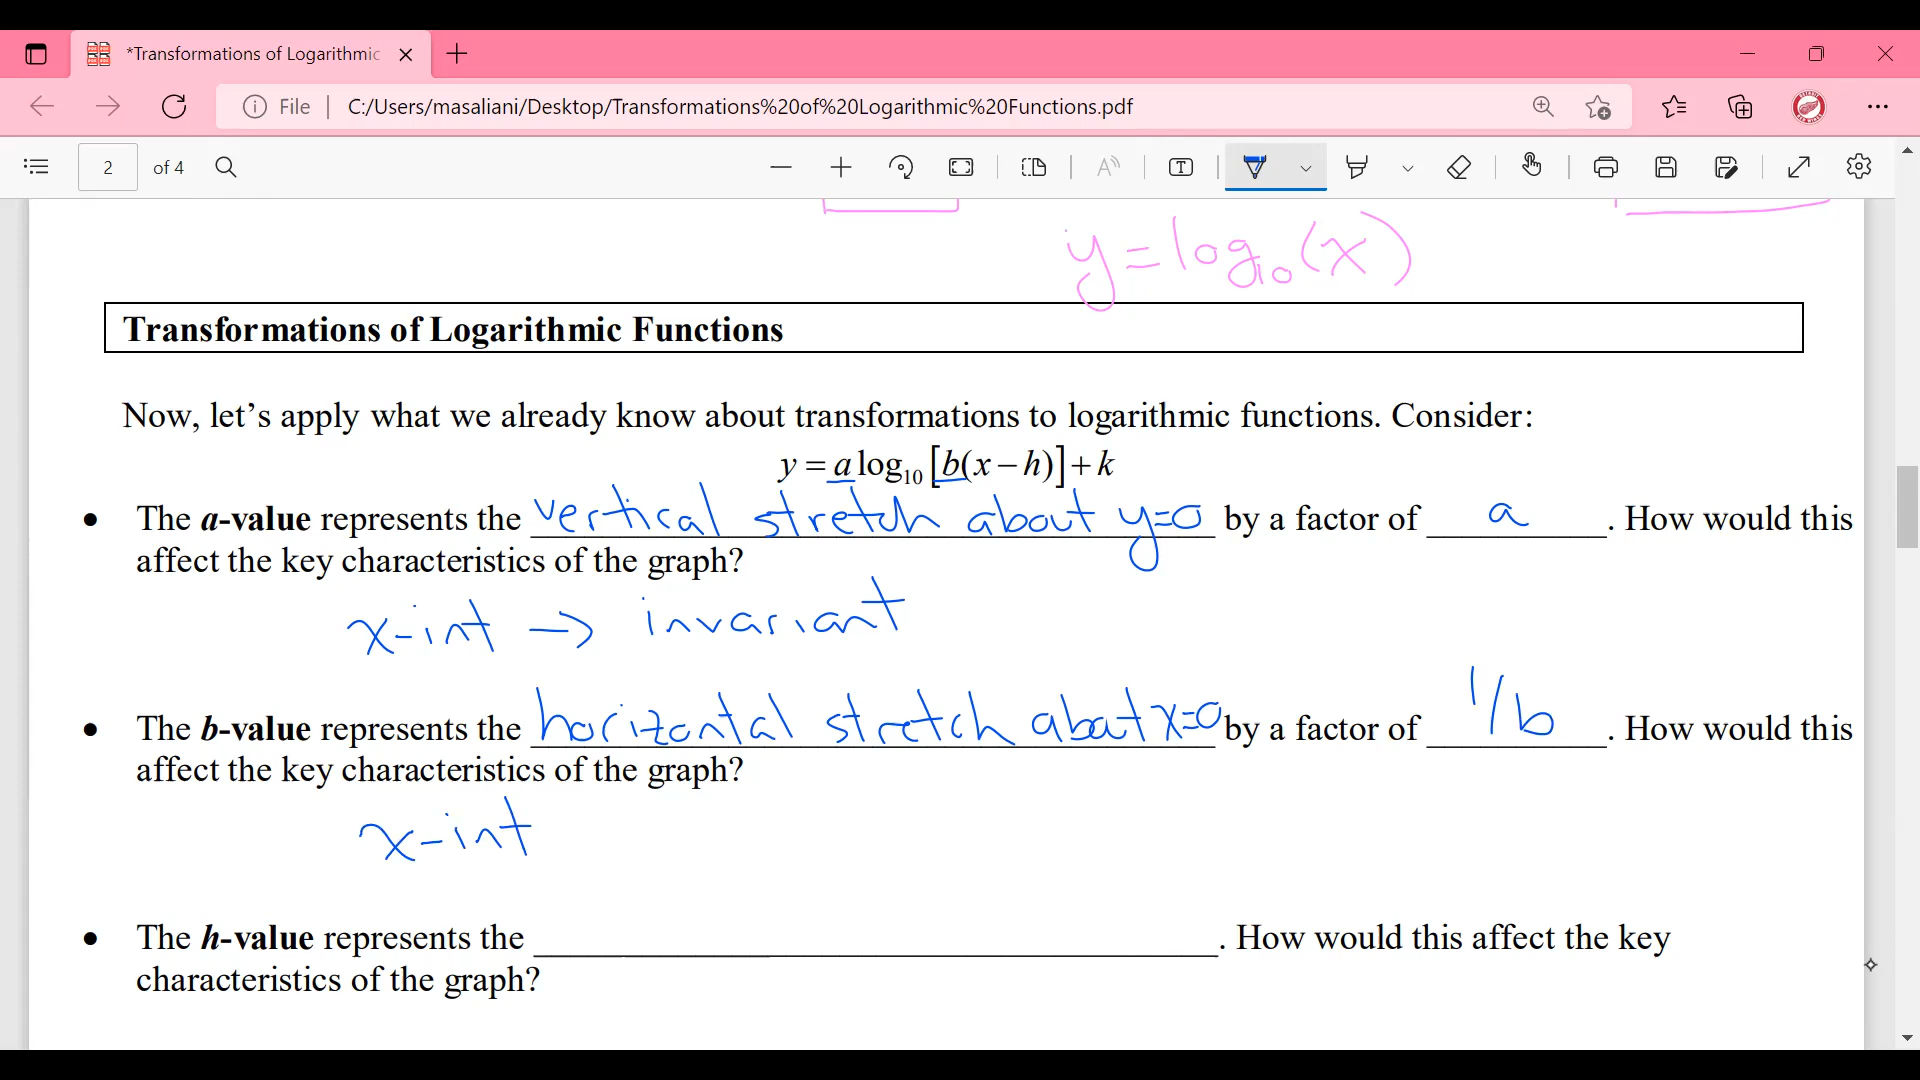 *Transformations of Logarithmic
File | C:/Users/masaliani/Desktop/Transformations%20of%20Logarithmic%20Functions.pdf
2 of 4
y=log₁₀(x)
Transformations of Logarithmic Functions
Now, let's apply what we already know about transformations to logarithmic functions. Consider:
y = a log₁₀ [b(x − h)] + k
• The a-value represents the vertical stretch about y=0 by a factor of a. How would this
affect the key characteristics of the graph?
x-int → invariant
• The b-value represents the horizontal stretch about x=0 by a factor of 1/b. How would this
affect the key characteristics of the graph?
x-int
• The h-value represents the ____________________. How would this affect the key
characteristics of the graph?